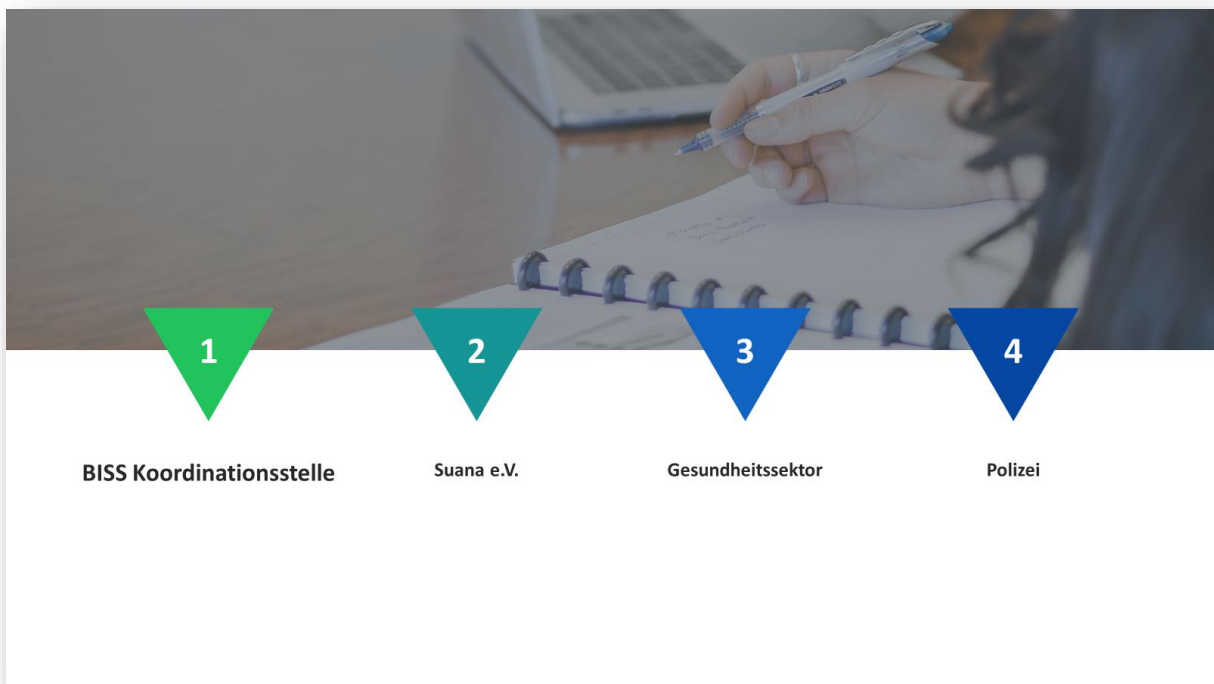 1
2
3
4
BISS Koordinationsstelle
Suana e.V.
Gesundheitssektor
Polizei